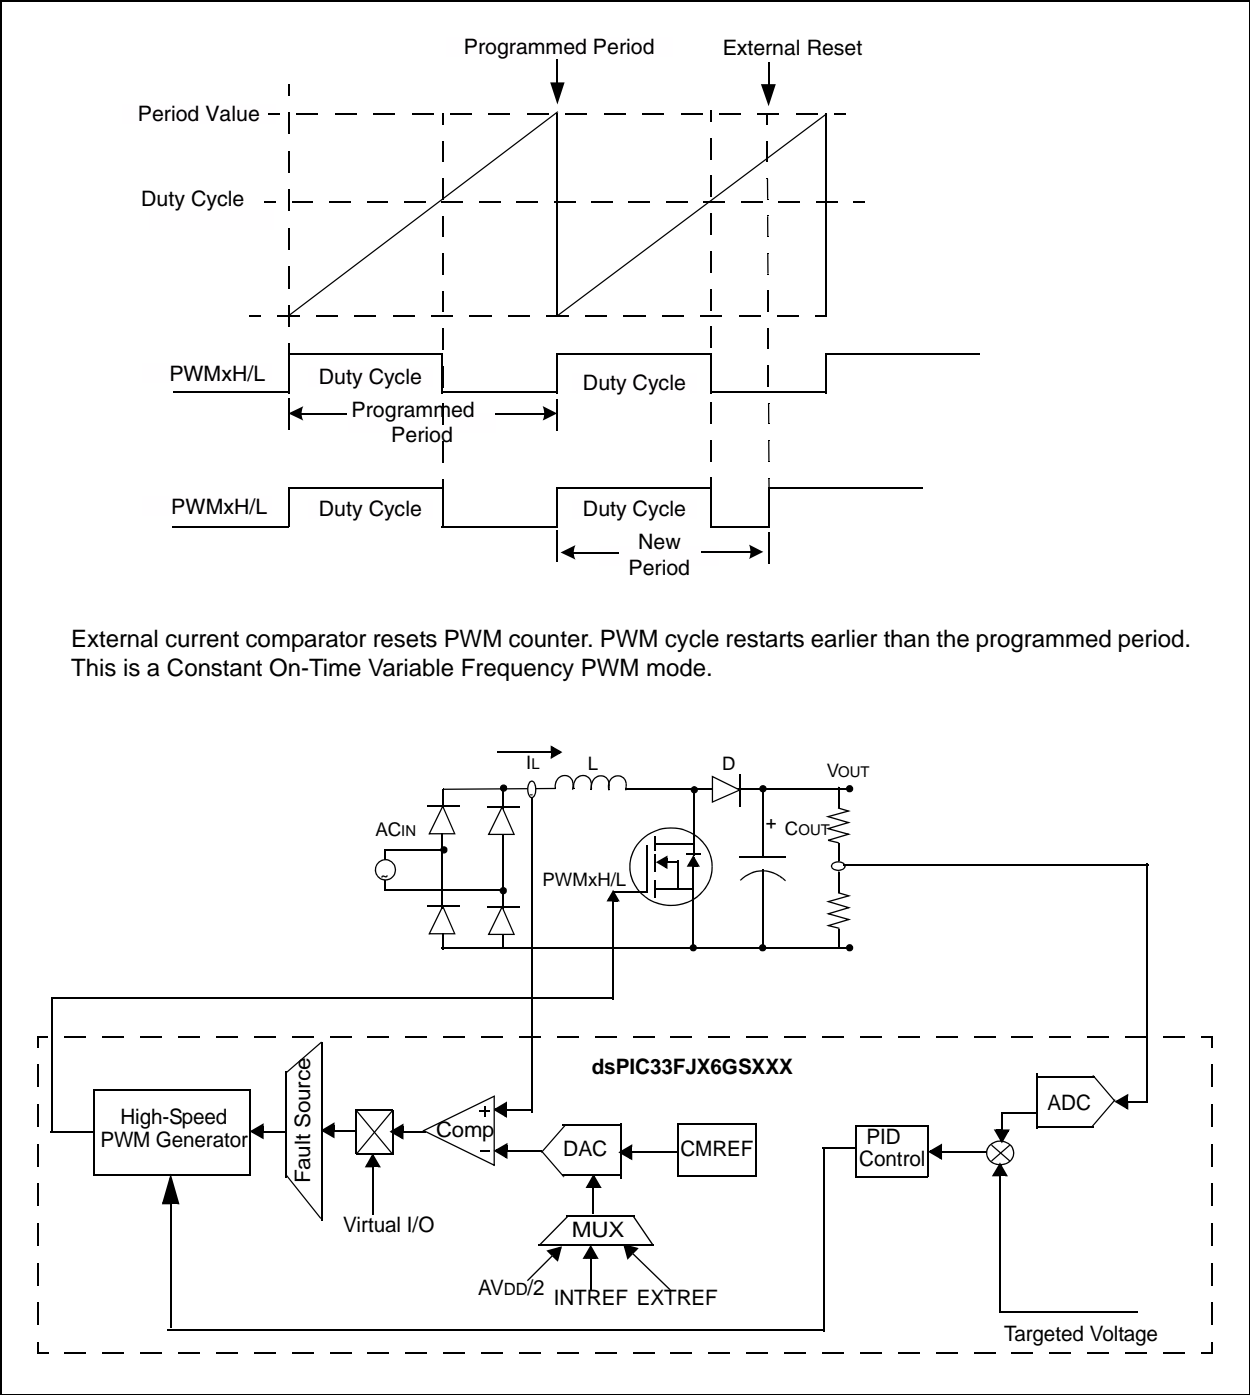 Programmed Period
External Reset
Period Value
Duty Cycle
PWMxH/L
Duty Cycle
Duty Cycle
Programmed
Period
PWMxH/L
Duty Cycle
Duty Cycle
New
Period
External current comparator resets PWM counter. PWM cycle restarts earlier than the programmed period.
This is a Constant On-Time Variable Frequency PWM mode.
IL
L
D
VOUT
ACIN
+
COUT
~
PWMxH/L
dsPIC33FJX6GSXXX
High-Speed
PWM Generator
Fault Source
+
Comp
–
DAC
CMREF
PID
Control
ADC
Virtual I/O
MUX
AVDD/2
INTREF
EXTREF
Targeted Voltage